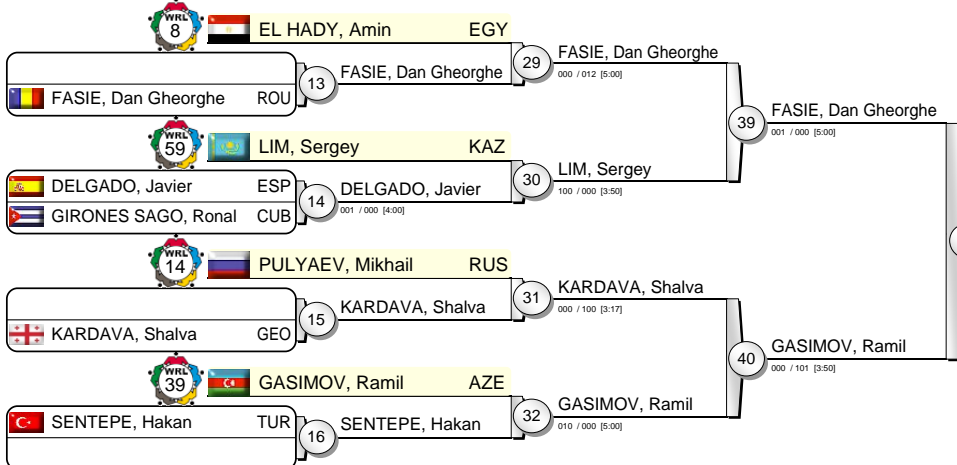 WRL
8
EL HADY, Amin EGY
29
FASIE, Dan Gheorghe
000 / 012 [5:00]
13
FASIE, Dan Gheorghe
FASIE, Dan Gheorghe ROU
39
FASIE, Dan Gheorghe
001 / 000 [5:00]
WRL
59
LIM, Sergey KAZ
30
LIM, Sergey
100 / 000 [3:50]
DELGADO, Javier ESP
14
DELGADO, Javier
001 / 000 [4:00]
GIRONES SAGO, Ronal CUB
WRL
14
PULYAEV, Mikhail RUS
31
KARDAVA, Shalva
000 / 100 [3:17]
15
KARDAVA, Shalva
KARDAVA, Shalva GEO
40
GASIMOV, Ramil
000 / 101 [3:50]
WRL
39
GASIMOV, Ramil AZE
32
GASIMOV, Ramil
010 / 000 [5:00]
SENTEPE, Hakan TUR
16
SENTEPE, Hakan